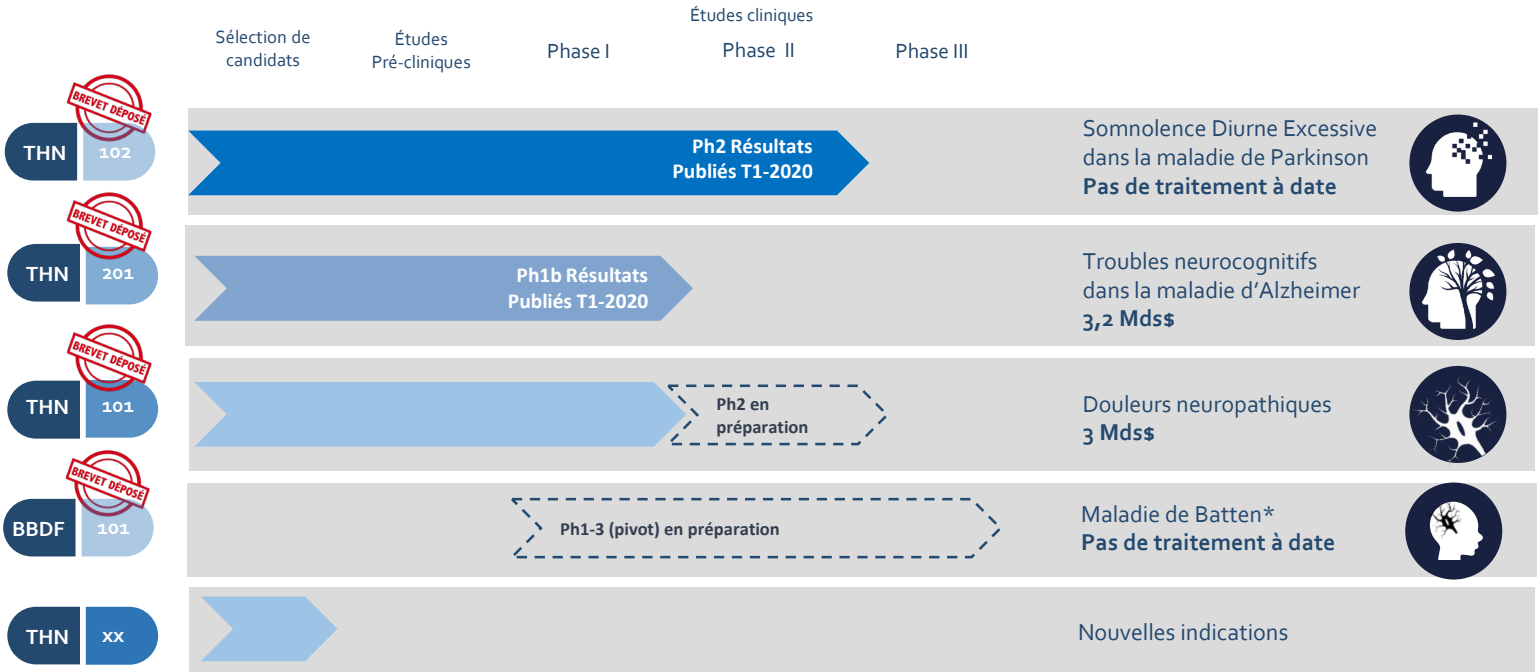 Études cliniques
Sélection de
candidats
Études
Pré-cliniques
Phase I
Phase II
Phase III
BREVET DÉPOSÉ
THN
102
Ph2 Résultats
Publiés T1-2020
Somnolence Diurne Excessive
dans la maladie de Parkinson
Pas de traitement à date
BREVET DÉPOSÉ
THN
201
Ph1b Résultats
Publiés T1-2020
Troubles neurocognitifs
dans la maladie d'Alzheimer
3,2 Mds$
BREVET DÉPOSÉ
THN
101
Ph2 en
préparation
Douleurs neuropathiques
3 Mds$
BREVET DÉPOSÉ
BBDF
101
Ph1-3 (pivot) en préparation
Maladie de Batten*
Pas de traitement à date
THN
xx
Nouvelles indications